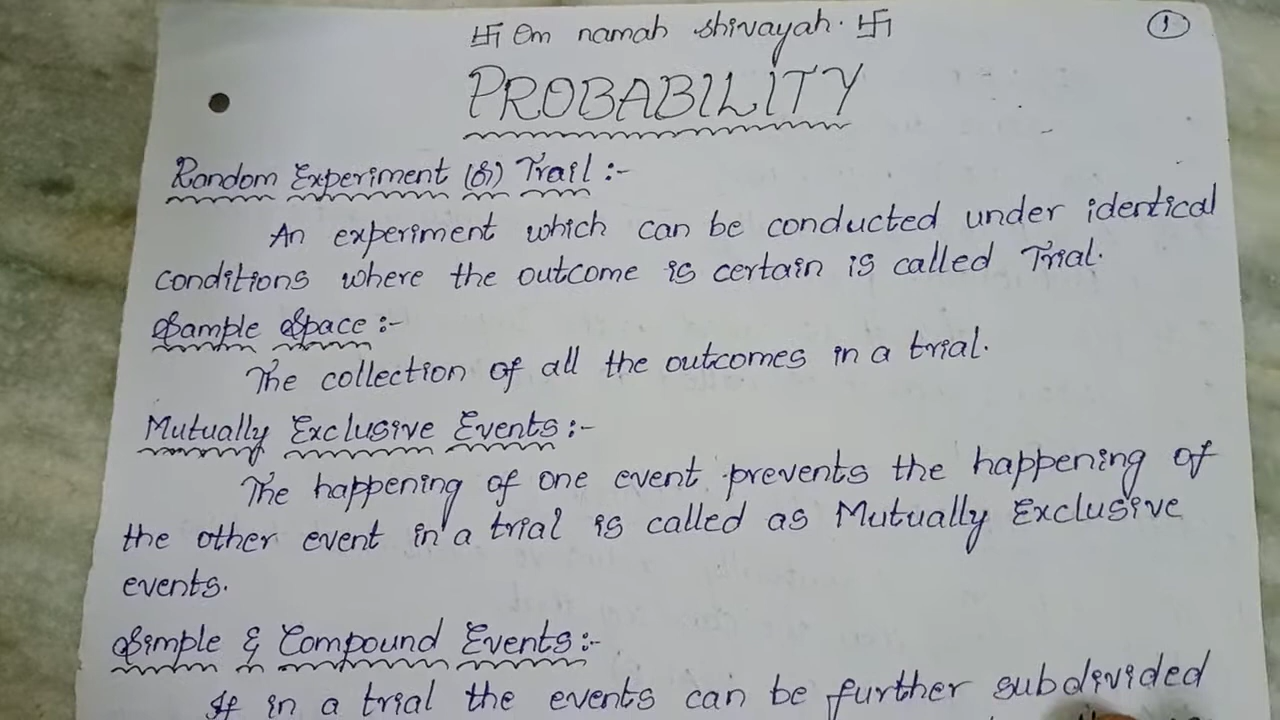 卐 Om namah shivayah. 卐
1
PROBABILITY
Random Experiment (or) Trail :-
An experiment which can be conducted under identical
conditions where the outcome is certain is called Trial.
Sample Space :-
The collection of all the outcomes in a trial.
Mutually Exclusive Events :-
The happening of one event prevents the happening of
the other event in a trial is called as Mutually Exclusive
events.
Simple & Compound Events :-
If in a trial the events can be further subdivided